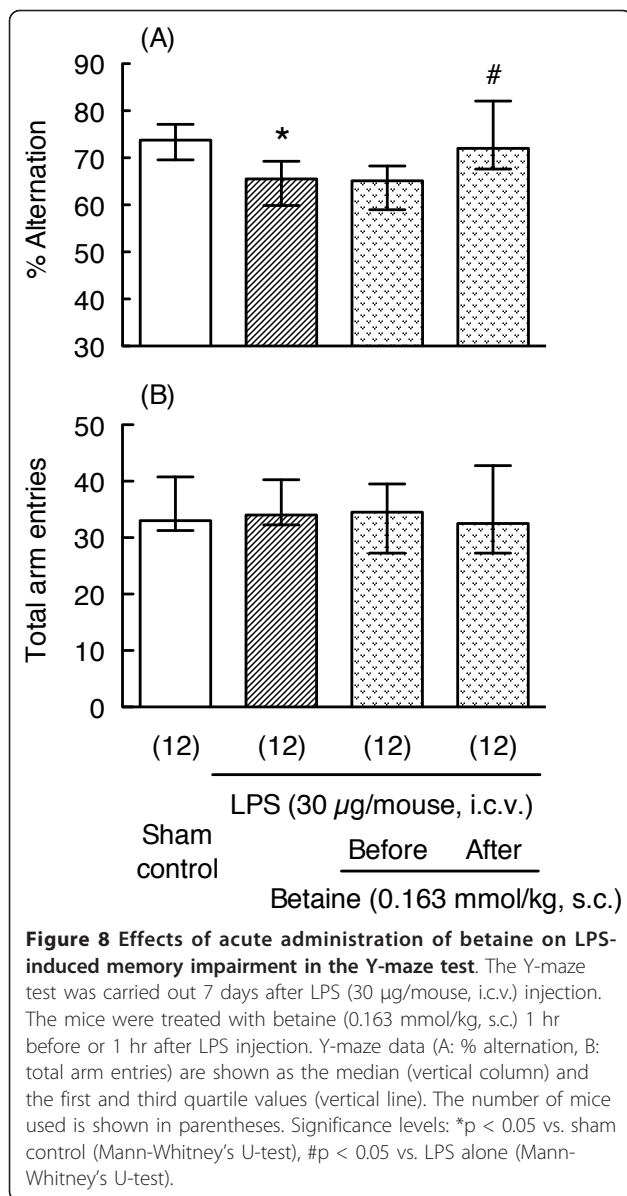 (A)
90
80
70
60
50
40
30
% Alternation
*
#
(B)
50
40
30
20
10
0
Total arm entries
(12) (12) (12) (12)
LPS (30 µg/mouse, i.c.v.)
Sham
control
Before After
Betaine (0.163 mmol/kg, s.c.)
Figure 8 Effects of acute administration of betaine on LPS-
induced memory impairment in the Y-maze test. The Y-maze
test was carried out 7 days after LPS (30 µg/mouse, i.c.v.) injection.
The mice were treated with betaine (0.163 mmol/kg, s.c.) 1 hr
before or 1 hr after LPS injection. Y-maze data (A: % alternation, B:
total arm entries) are shown as the median (vertical column) and
the first and third quartile values (vertical line). The number of mice
used is shown in parentheses. Significance levels: *p < 0.05 vs. sham
control (Mann-Whitney's U-test), #p < 0.05 vs. LPS alone (Mann-
Whitney's U-test).